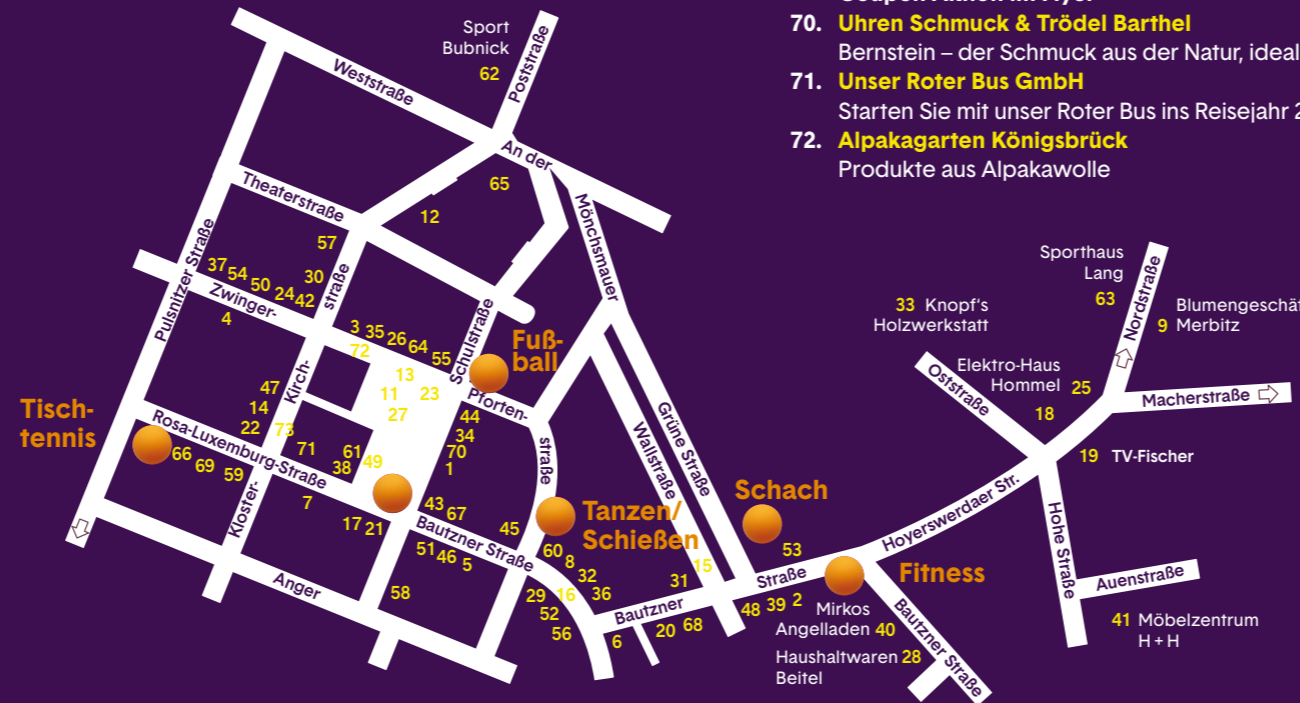 70. Uhren Schmuck & Trödel Barthel
Bernstein – der Schmuck aus der Natur, ideal
71. Unser Roter Bus GmbH
Starten Sie mit unser Roter Bus ins Reisejahr 2
72. Alpakagarten Königsbrück
Produkte aus Alpakawolle
Sport
Bubnick
62
Poststraße
Weststraße
An der
65
12
Mönchsmauer
Theaterstraße
57
Pulsnitzer Straße
37
54
50
24
42
30
straße
Zwinger-
4
3
35
26
64
55
72
13
11
23
27
Schulstraße
Fuß-
ball
Pforten-
straße
44
34
70
1
Kirch-
47
14
22
73
71
61
38
49
Tisch-
tennis
Rosa-Luxemburg-Straße
66
69
59
7
17
21
Kloster-
Anger
43
67
45
Bautzner Straße
51
46
5
58
Tanzen/
Schießen
60
8
32
36
29
16
52
56
6
Grüne Straße
Wallstraße
Schach
53
15
31
Bautzner
Straße
20
68
48
39
2
Fitness
Mirkos
Angelladen 40
Haushaltwaren 28
Beitel
Bautzner Straße
Hoyerswerdaer Str.
Sporthaus
Lang
63
Nordstraße
Blumengeschäf
9 Merbitz
33 Knopf's
Holzwerkstatt
Oststraße
Elektro-Haus
Hommel
25
18
Macherstraße
19 TV-Fischer
Hohe Straße
Auenstraße
41 Möbelzentrum
H + H